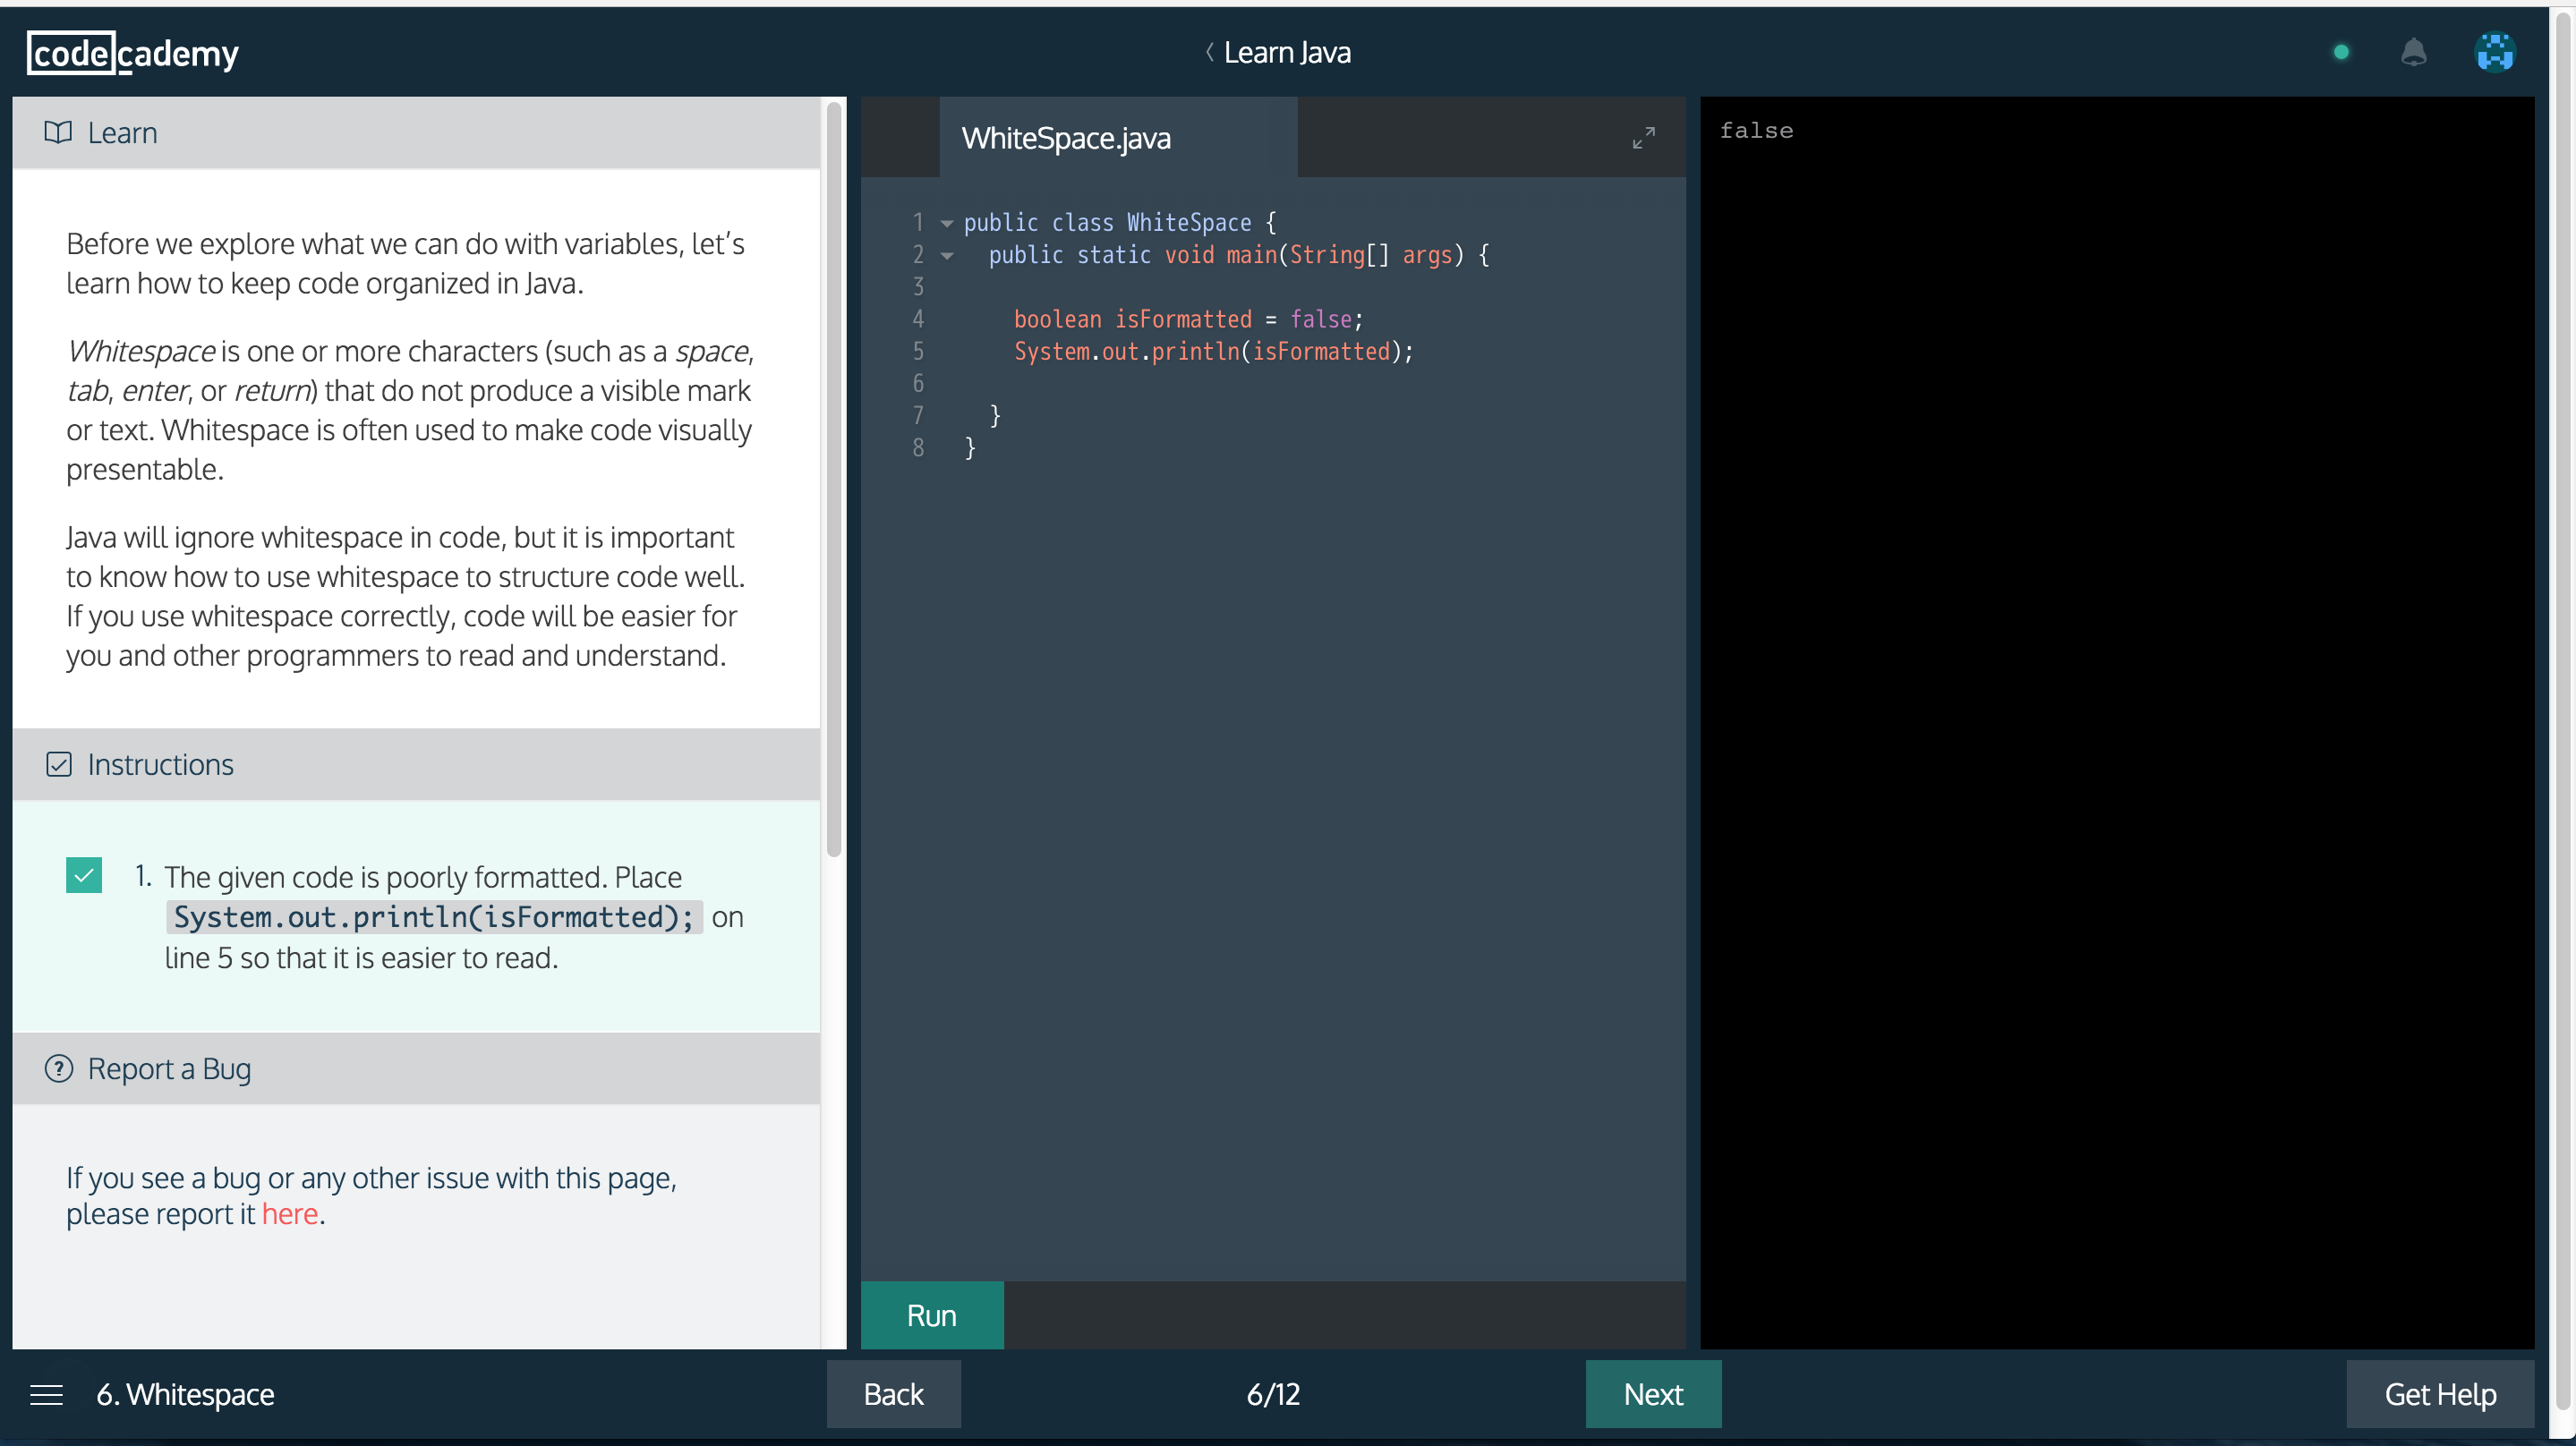 codecademy
Learn Java
Learn
Before we explore what we can do with variables, let's
learn how to keep code organized in Java.
Whitespace is one or more characters (such as a space,
tab, enter, or return) that do not produce a visible mark
or text. Whitespace is often used to make code visually
presentable.
Java will ignore whitespace in code, but it is important
to know how to use whitespace to structure code well.
If you use whitespace correctly, code will be easier for
you and other programmers to read and understand.
Instructions
1. The given code is poorly formatted. Place
System.out.println(isFormatted); on
line 5 so that it is easier to read.
? Report a Bug
If you see a bug or any other issue with this page,
please report it here.
WhiteSpace.java
1 public class WhiteSpace {
2 public static void main(String[] args) {
3
4 boolean isFormatted = false;
5 System.out.println(isFormatted);
6
7 }
8 }
Run
false
6. Whitespace
Back
6/12
Next
Get Help